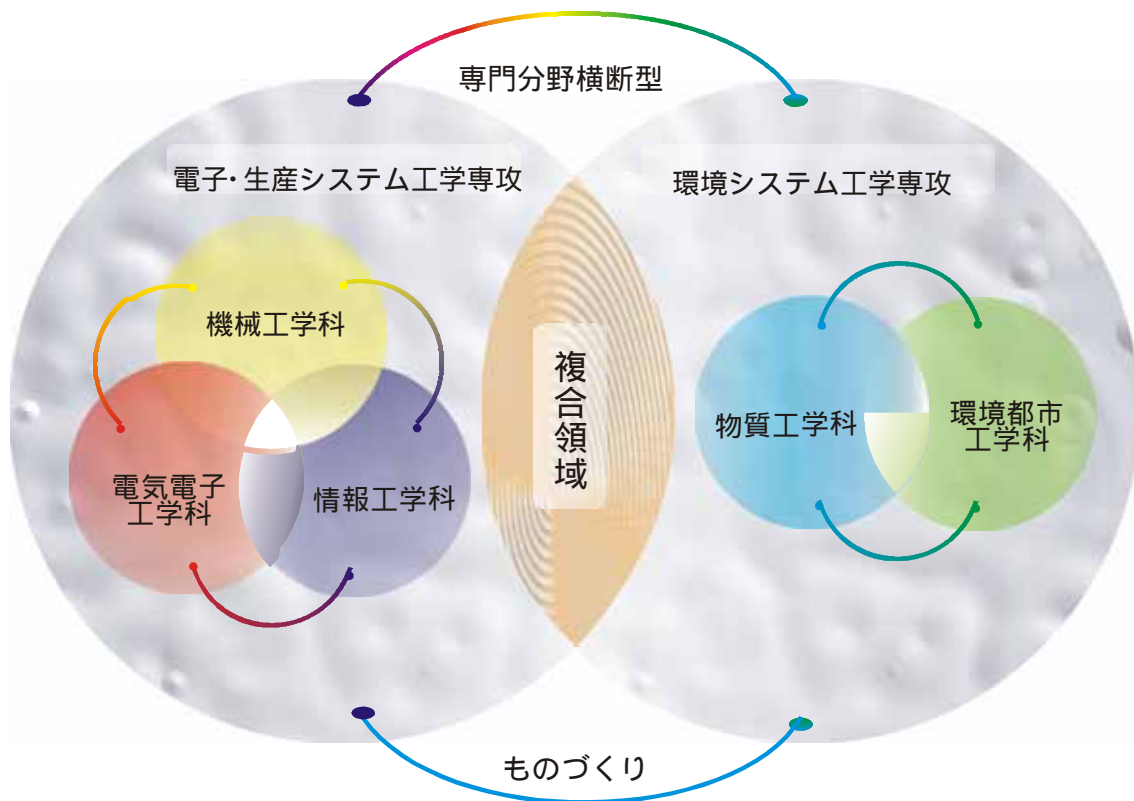 専門分野横断型
電子・生産システム工学専攻
環境システム工学専攻
機械工学科
電気電子
工学科
情報工学科
複合領域
物質工学科
環境都市
工学科
ものづくり